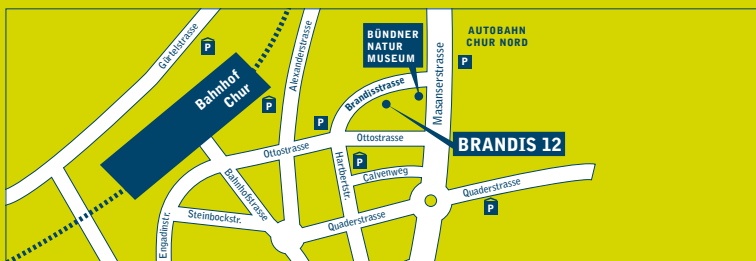 Gürtelstrasse
P
Bahnhof
Chur
P
Alexanderstrasse
BÜNDNER
NATUR
MUSEUM
AUTOBAHN
CHUR NORD
P
Masanserstrasse
Brandisstrasse
P
Ottostrasse
BRANDIS 12
Ottostrasse
P
Hartbertstr.
Calvenweg
Bahnhofstrasse
Quaderstrasse
P
Engadinstr.
Steinbockstr.
Quaderstrasse